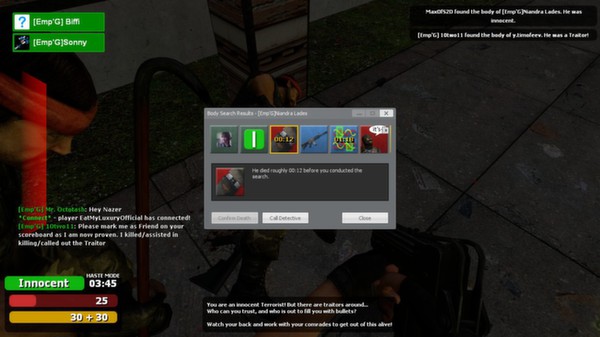 [Emp'G] Biffi
[Emp'G]Sonny
MaxOfS2D found the body of [Emp'G]Nandra Lades. He was
innocent.
[Emp'G] 10two11 found the body of y.timofeev. He was a Traitor!
Body Search Results - [Emp'G]Nandra Lades
00:12
01:18
He died roughly 00:12 before you conducted the
search.
Confirm Death
Call Detective
Close
[Emp'G] Mr. Octotash: Hey Nazer
*Connect* - player EatMyLuxuryOfficial has connected!
[Emp'G] 10two11: Please mark me as Friend on your
scoreboard as I am now proven. I killed/assisted in
killing/called out the Traitor
Innocent
HASTE MODE
03:45
25
30 + 30
You are an innocent Terrorist! But there are traitors around...
Who can you trust, and who is out to fill you with bullets?
Watch your back and work with your comrades to get out of this alive!